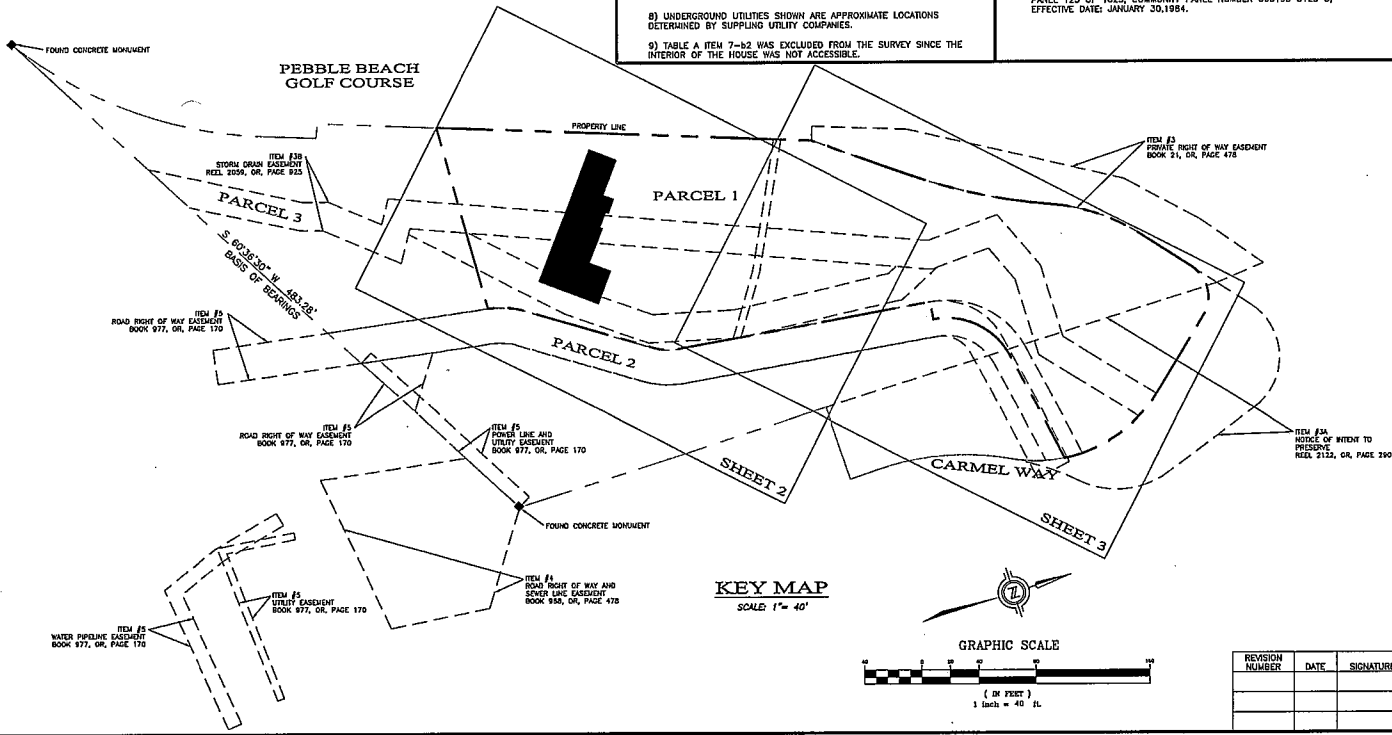 8) UNDERGROUND UTILITIES SHOWN ARE APPROXIMATE LOCATIONS
DETERMINED BY SUPPLING UTILITY COMPANIES.
9) TABLE A ITEM 7-b2 WAS EXCLUDED FROM THE SURVEY SINCE THE
INTERIOR OF THE HOUSE WAS NOT ACCESSIBLE.
EFFECTIVE DATE: JANUARY 30,1984.
FOUND CONCRETE MONUMENT
PEBBLE BEACH
GOLF COURSE
PROPERTY LINE
ITEM #3
PRIVATE RIGHT OF WAY EASEMENT
BOOK 21, OR, PAGE 478
ITEM #3B
STORM DRAIN EASEMENT
REEL 2059, OR, PAGE 925
PARCEL 1
PARCEL 3
S 60°36'30" W 483.28'
BASIS OF BEARINGS
ITEM #5
ROAD RIGHT OF WAY EASEMENT
BOOK 977, OR, PAGE 170
PARCEL 2
ITEM #5
ROAD RIGHT OF WAY EASEMENT
BOOK 977, OR, PAGE 170
ITEM #5
POWER LINE AND
UTILITY EASEMENT
BOOK 977, OR, PAGE 170
ITEM #3A
NOTICE OF INTENT TO
PRESERVE
REEL 2122, OR, PAGE 290
SHEET 2
CARMEL WAY
SHEET 3
FOUND CONCRETE MONUMENT
ITEM #4
ROAD RIGHT OF WAY AND
SEWER LINE EASEMENT
BOOK 958, OR, PAGE 478
ITEM #5
UTILITY EASEMENT
BOOK 977, OR, PAGE 170
ITEM #5
WATER PIPELINE EASEMENT
BOOK 977, OR, PAGE 170
KEY MAP
SCALE: 1"= 40'
GRAPHIC SCALE
40 0 20 40 80 160
( IN FEET )
1 inch = 40 ft.
REVISION
NUMBER DATE SIGNATURE